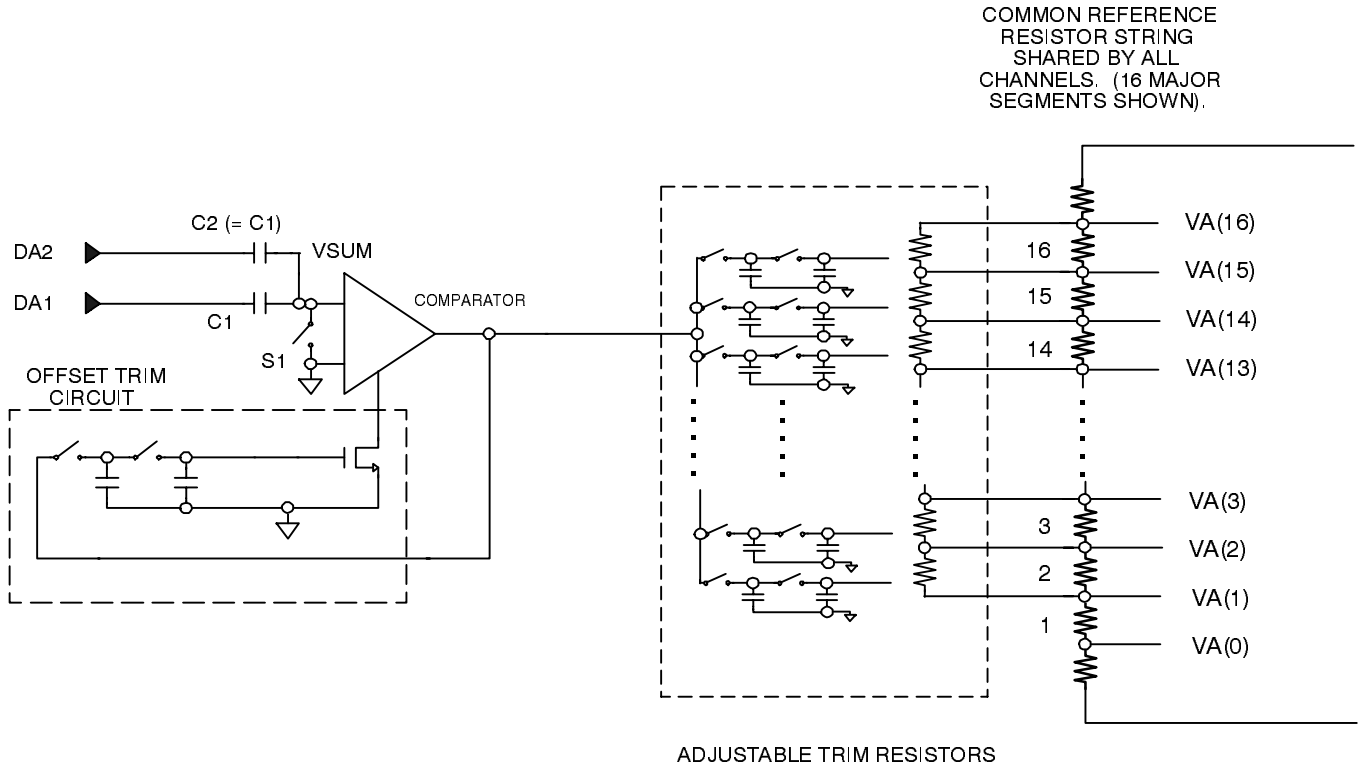 COMMON REFERENCE
RESISTOR STRING
SHARED BY ALL
CHANNELS. (16 MAJOR
SEGMENTS SHOWN).
C2 (= C1)
DA2
VSUM
DA1
C1
COMPARATOR
S1
OFFSET TRIM
CIRCUIT
VA(16)
16
VA(15)
15
VA(14)
14
VA(13)
VA(3)
3
VA(2)
2
VA(1)
1
VA(0)
ADJUSTABLE TRIM RESISTORS